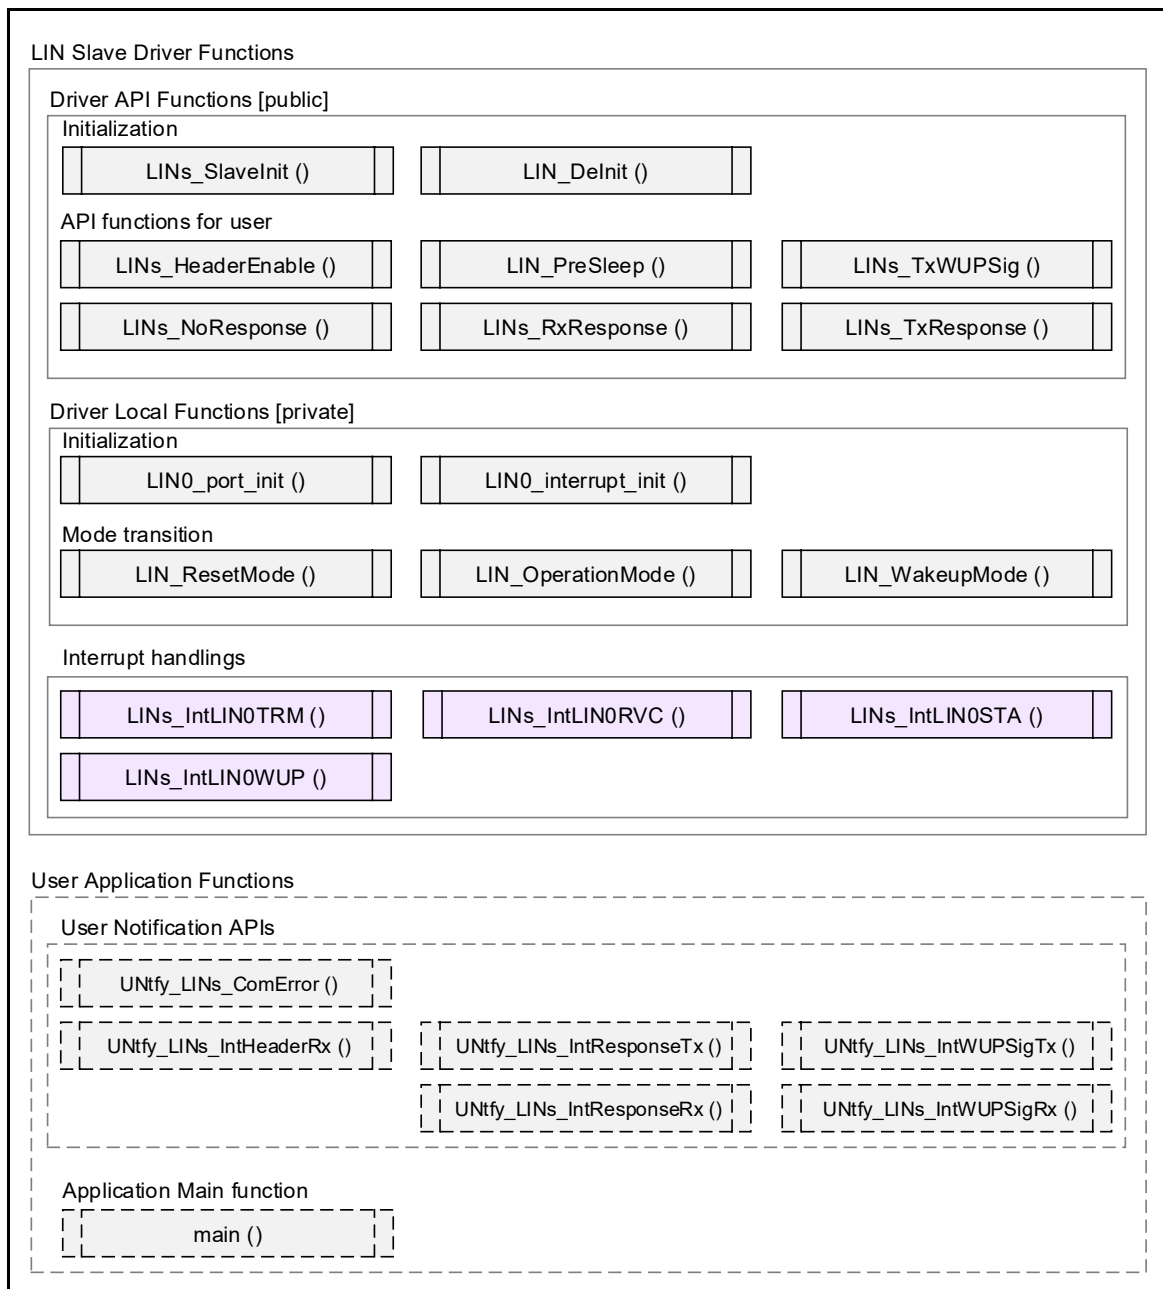 LIN Slave Driver Functions
Driver API Functions [public]
Initialization
LINs_SlaveInit () LIN_DeInit ()
API functions for user
LINs_HeaderEnable () LIN_PreSleep () LINs_TxWUPSig ()
LINs_NoResponse () LINs_RxResponse () LINs_TxResponse ()
Driver Local Functions [private]
Initialization
LIN0_port_init () LIN0_interrupt_init ()
Mode transition
LIN_ResetMode () LIN_OperationMode () LIN_WakeupMode ()
Interrupt handlings
LINs_IntLIN0TRM () LINs_IntLIN0RVC () LINs_IntLIN0STA ()
LINs_IntLIN0WUP ()
User Application Functions
User Notification APIs
UNtfy_LINs_ComError ()
UNtfy_LINs_IntHeaderRx () UNtfy_LINs_IntResponseTx () UNtfy_LINs_IntWUPSigTx ()
UNtfy_LINs_IntResponseRx () UNtfy_LINs_IntWUPSigRx ()
Application Main function
main ()